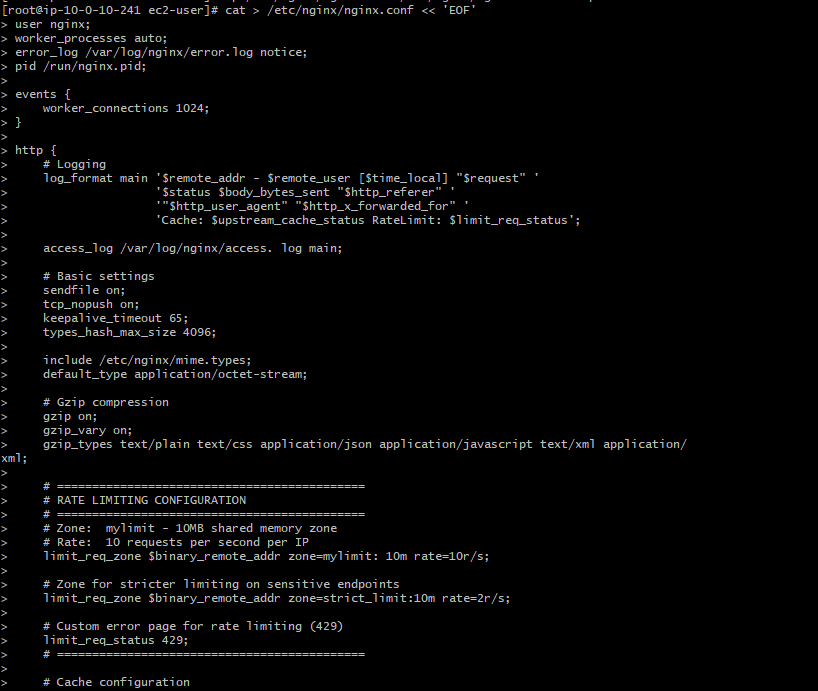 [root@ip-10-0-10-241 ec2-user]# cat > /etc/nginx/nginx.conf << 'EOF'
> user nginx;
> worker_processes auto;
> error_log /var/log/nginx/error.log notice;
> pid /run/nginx.pid;
>
> events {
>     worker_connections 1024;
> }
>
> http {
>     # Logging
>     log_format main '$remote_addr - $remote_user [$time_local] "$request" '
>                     '$status $body_bytes_sent "$http_referer" '
>                     '"$http_user_agent" "$http_x_forwarded_for" '
>                     'Cache: $upstream_cache_status RateLimit: $limit_req_status';
>
>     access_log /var/log/nginx/access. log main;
>
>     # Basic settings
>     sendfile on;
>     tcp_nopush on;
>     keepalive_timeout 65;
>     types_hash_max_size 4096;
>
>     include /etc/nginx/mime.types;
>     default_type application/octet-stream;
>
>     # Gzip compression
>     gzip on;
>     gzip_vary on;
>     gzip_types text/plain text/css application/json application/javascript text/xml application/
xml;
>
>     # ============================================
>     # RATE LIMITING CONFIGURATION
>     # ============================================
>     # Zone:  mylimit - 10MB shared memory zone
>     # Rate:  10 requests per second per IP
>     limit_req_zone $binary_remote_addr zone=mylimit: 10m rate=10r/s;
>
>     # Zone for stricter limiting on sensitive endpoints
>     limit_req_zone $binary_remote_addr zone=strict_limit:10m rate=2r/s;
>
>     # Custom error page for rate limiting (429)
>     limit_req_status 429;
>     # ============================================
>
>     # Cache configuration